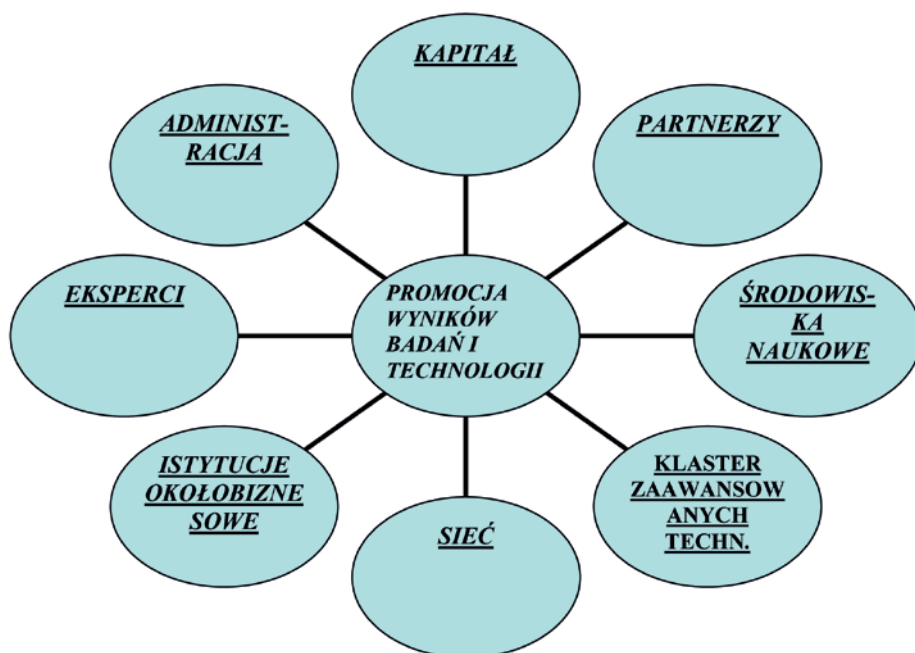 KAPITAŁ
ADMINIST-
RACJA
PARTNERZY
EKSPERCI
PROMOCJA
WYNIKÓW
BADAŃ I
TECHNOLOGII
ŚRODOWIS-
KA
NAUKOWE
ISTYTUCJE
OKOŁOBIZNE
SOWE
SIEĆ
KLASTER
ZAAWANSOW
ANYCH
TECHN.